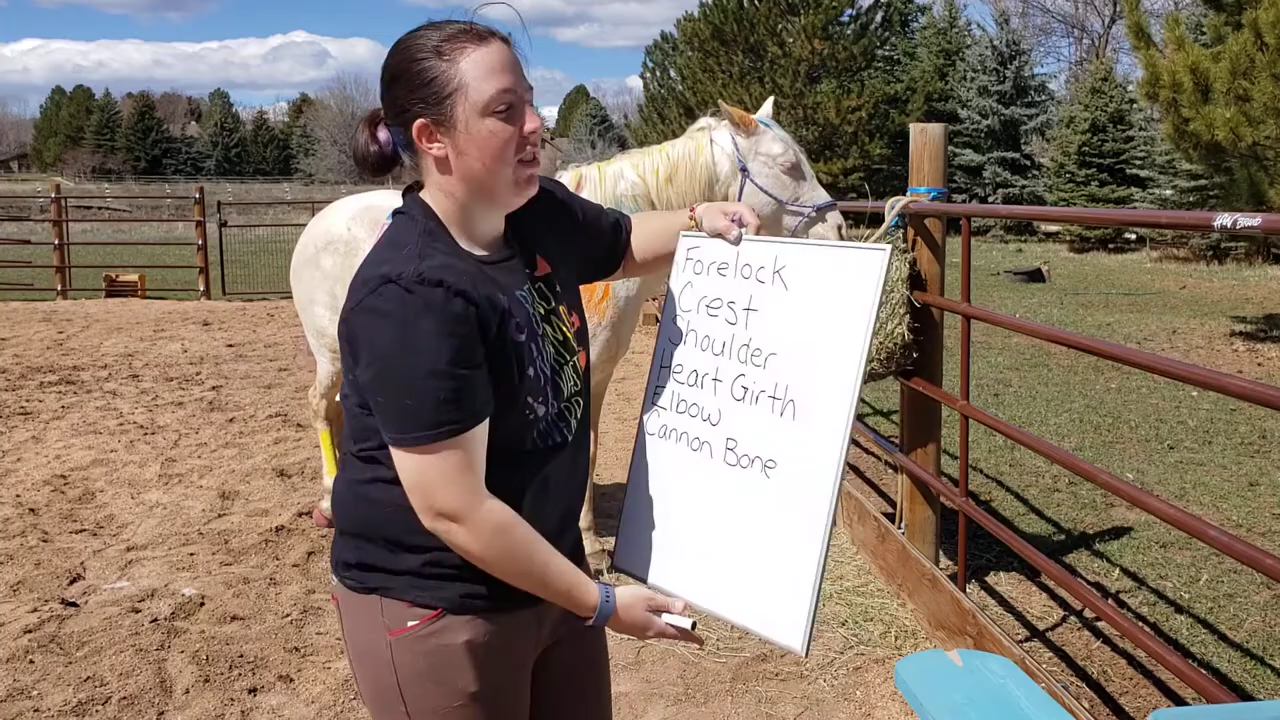 Forelock
Crest
Shoulder
Heart Girth
Elbow
Cannon Bone